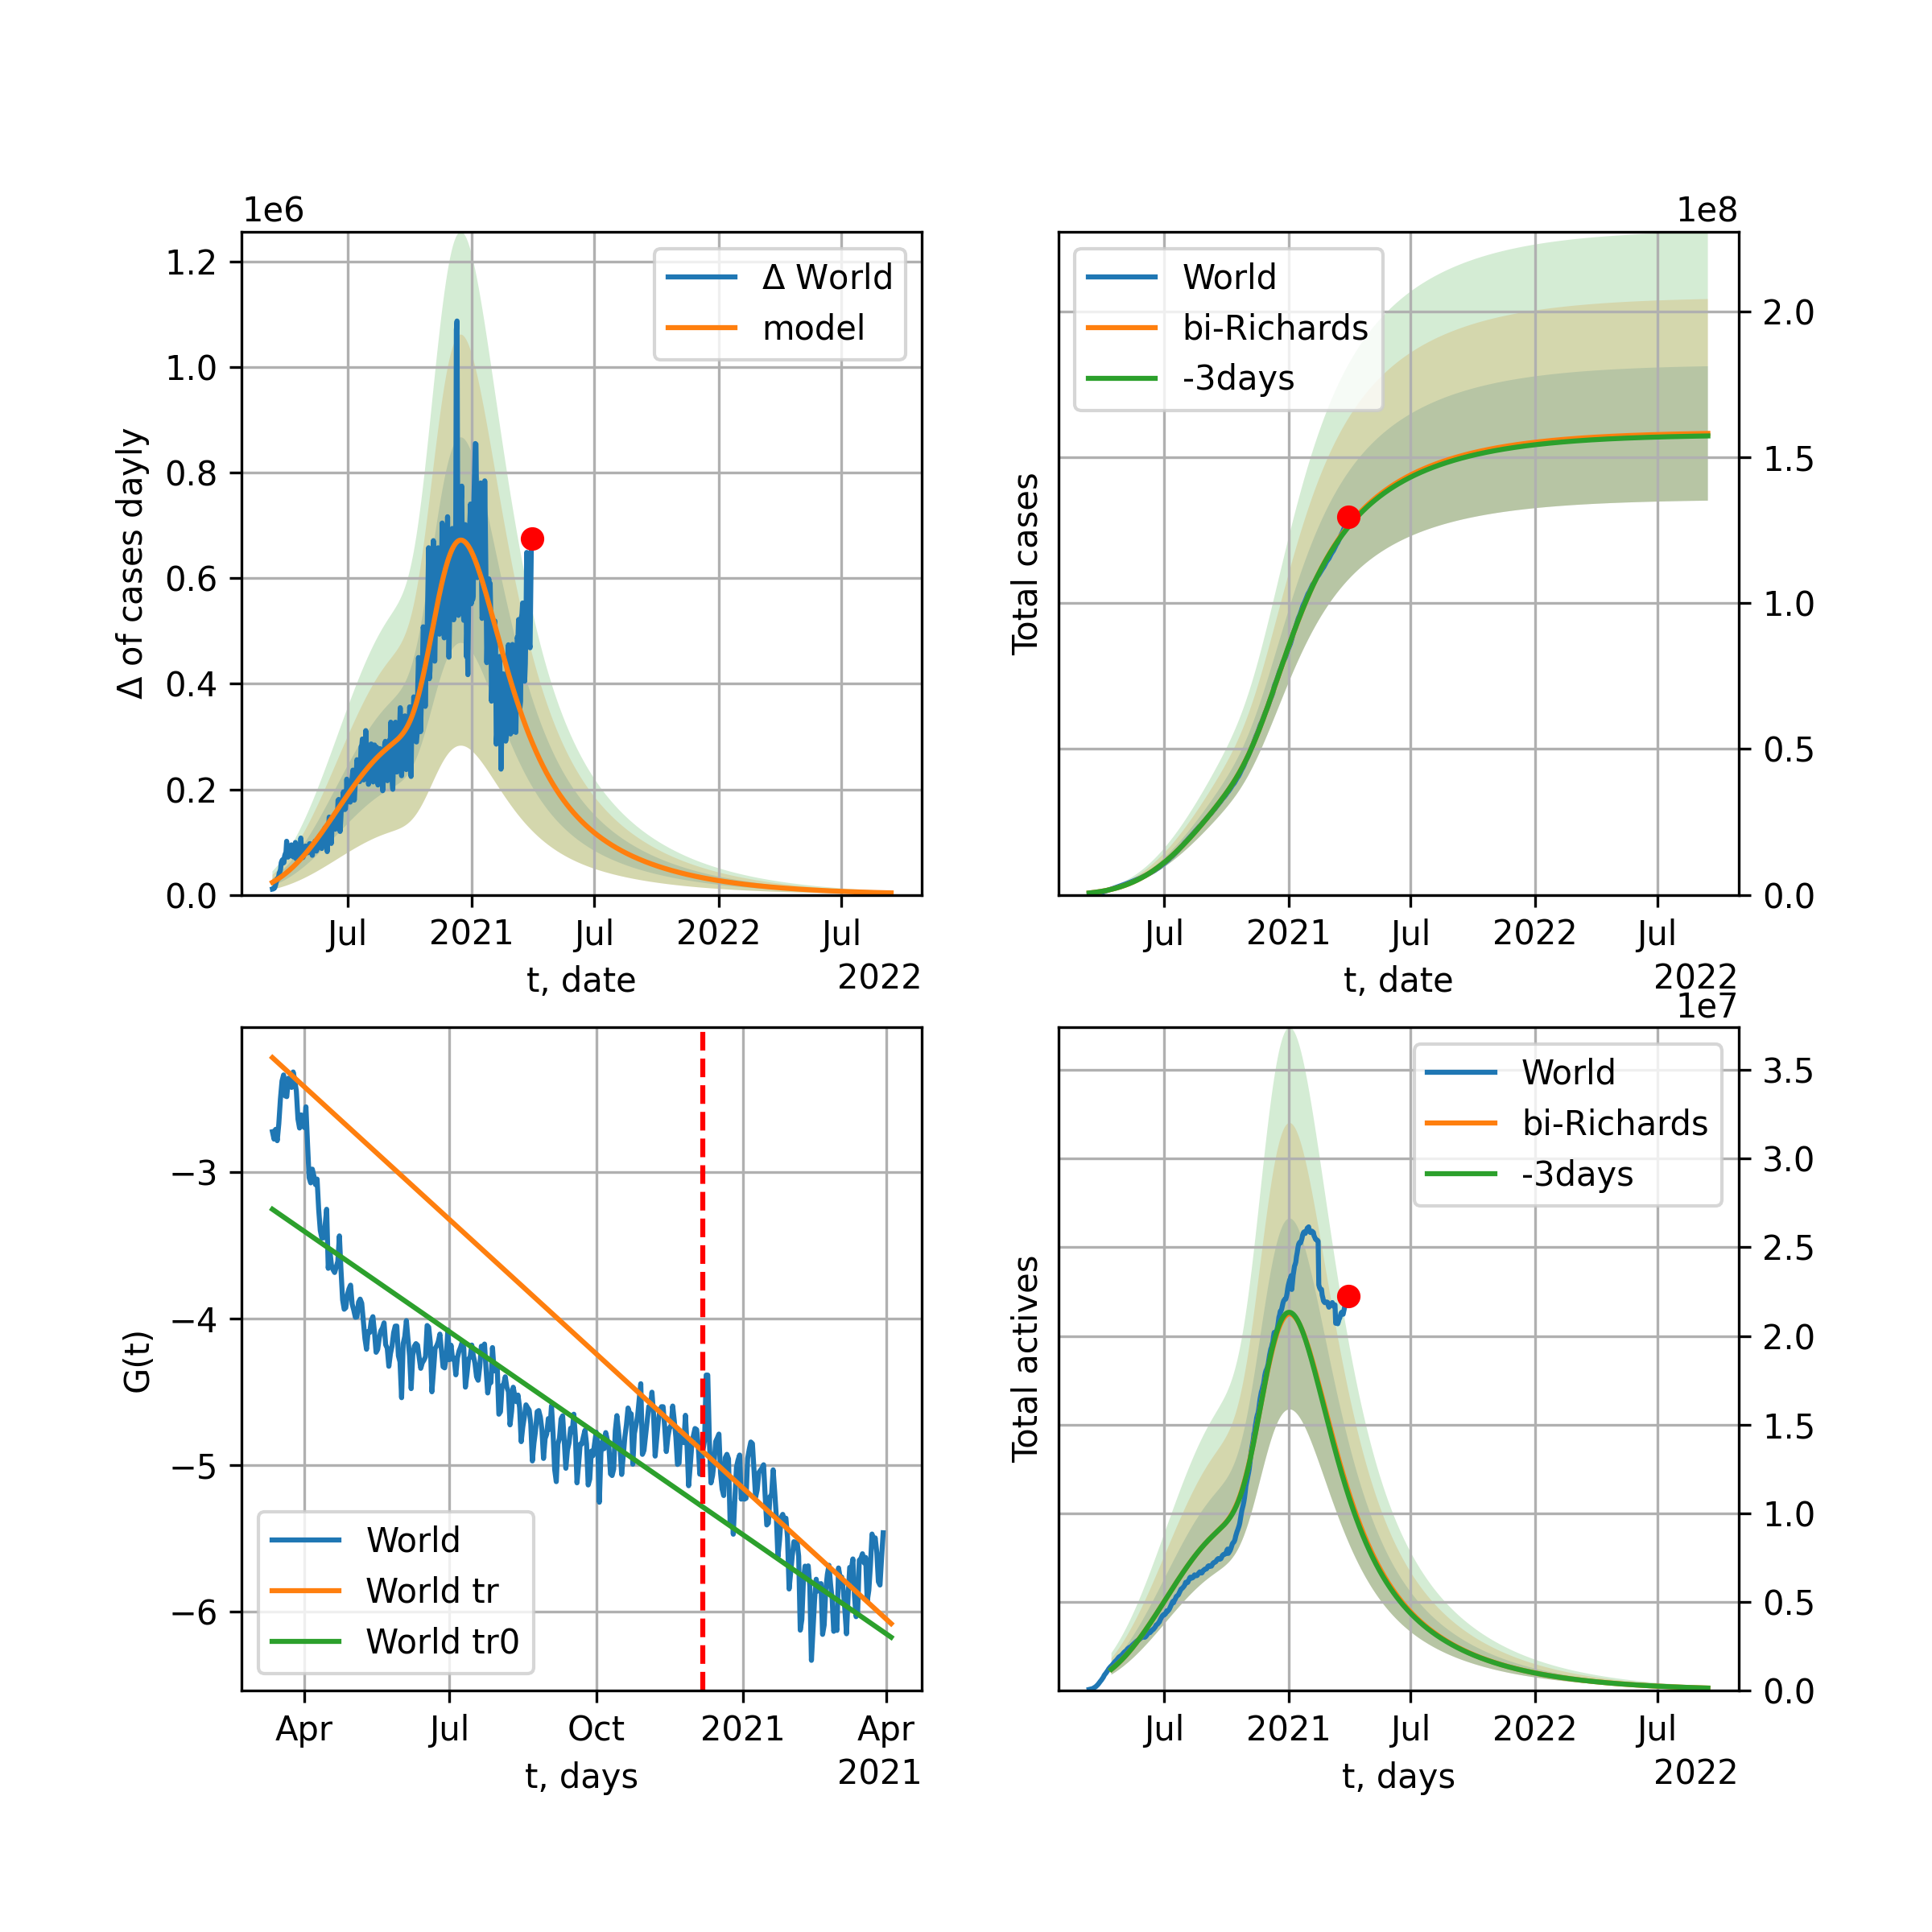 1e6
1.2
1.0
0.8
0.6
0.4
0.2
0.0
Δ of cases dayly
Δ World
model
Jul
2021
Jul
2022
Jul
2022
t, date
1e8
World
bi-Richards
-3days
Total cases
2.0
1.5
1.0
0.5
0.0
Jul
2021
Jul
2022
Jul
2022
t, date
−3
−4
−5
−6
G(t)
World
World tr
World tr0
Apr
Jul
Oct
2021
Apr
2021
t, days
1e7
World
bi-Richards
-3days
Total actives
3.5
3.0
2.5
2.0
1.5
1.0
0.5
0.0
Jul
2021
Jul
2022
Jul
2022
t, days